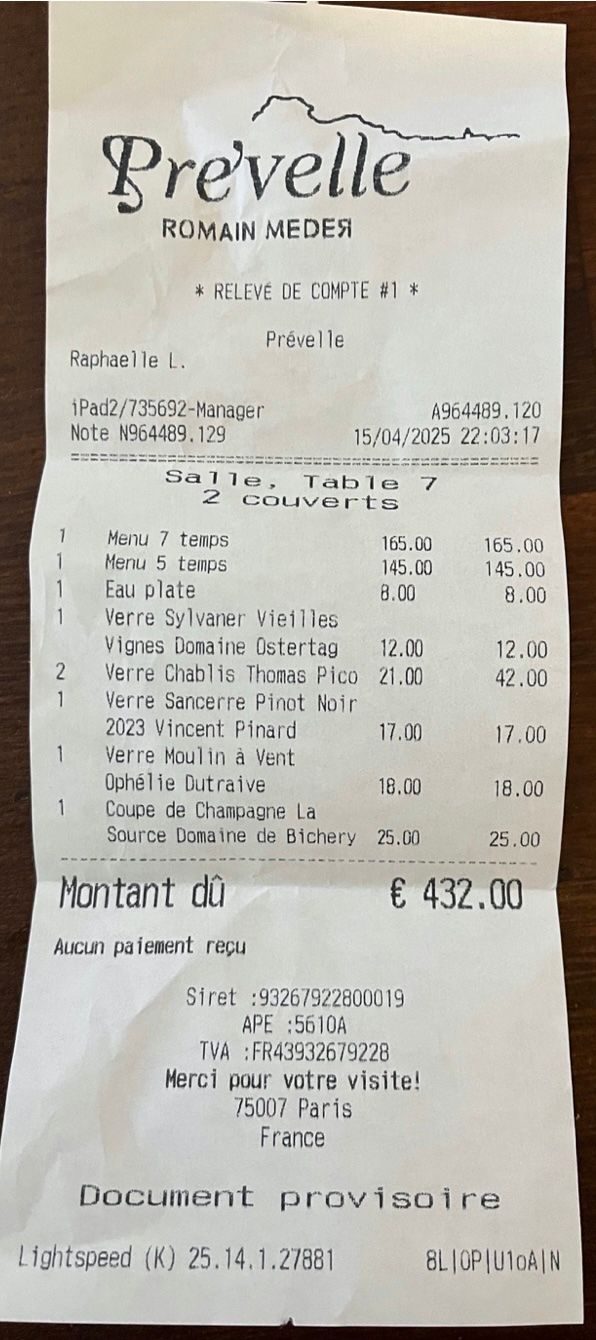 Prévelle
ROMAIN MEDER
* RELEVÉ DE COMPTE #1 *
Prévelle
Raphaelle L.
iPad2/735692-Manager A964489.120
Note N964489.129 15/04/2025 22:03:17
Salle, Table 7
2 couverts
1 Menu 7 temps 165.00 165.00
1 Menu 5 temps 145.00 145.00
1 Eau plate 8.00 8.00
1 Verre Sylvaner Vieilles
Vignes Domaine Ostertag 12.00 12.00
2 Verre Chablis Thomas Pico 21.00 42.00
1 Verre Sancerre Pinot Noir
2023 Vincent Pinard 17.00 17.00
1 Verre Moulin à Vent
Ophélie Dutraive 18.00 18.00
1 Coupe de Champagne La
Source Domaine de Bichery 25.00 25.00
Montant dû € 432.00
Aucun paiement reçu
Siret :93267922800019
APE :5610A
TVA :FR43932679228
Merci pour votre visite!
75007 Paris
France
Document provisoire
Lightspeed (K) 25.14.1.27881 8L|OP|U1oA|N